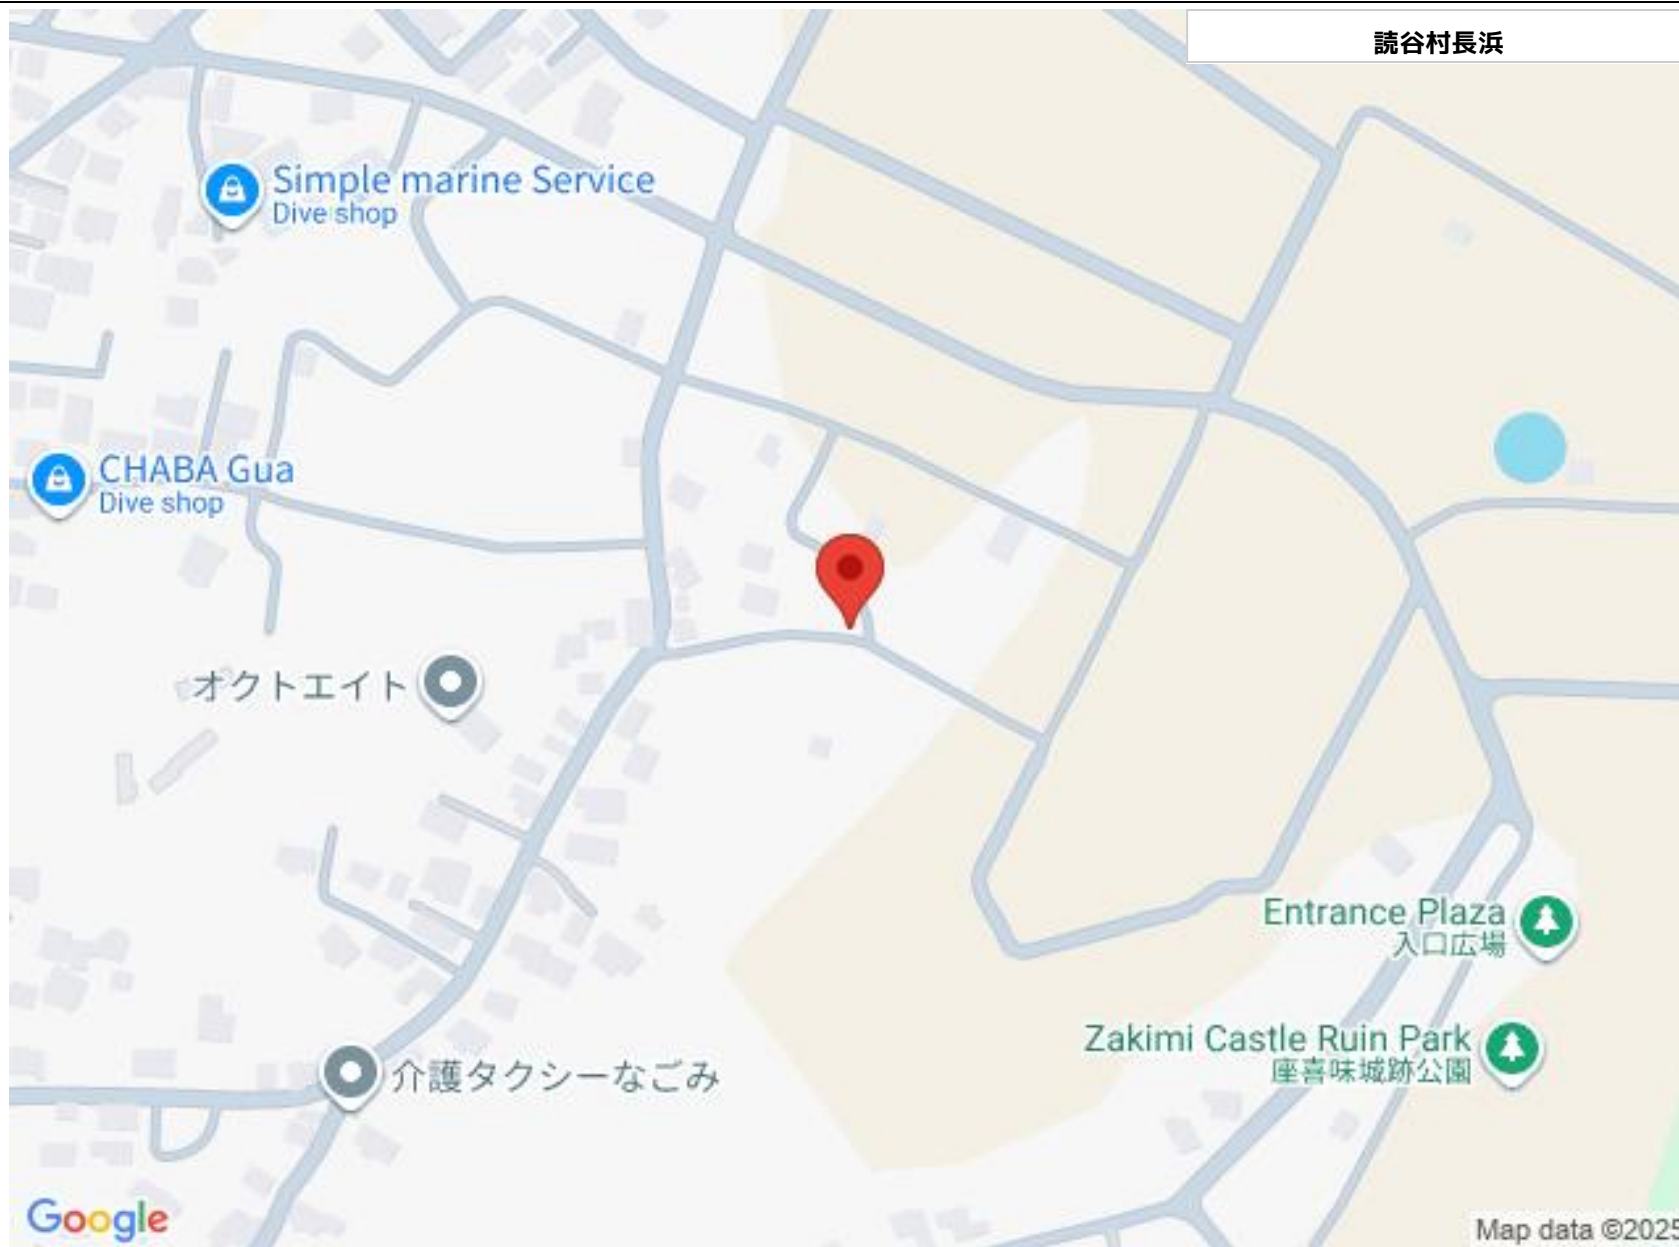 読谷村長浜
Simple marine Service
Dive shop
CHABA Gua
Dive shop
オクトエイト
Entrance Plaza
入口広場
Zakimi Castle Ruin Park
座喜味城跡公園
介護タクシーなごみ
Google
Map data ©2025